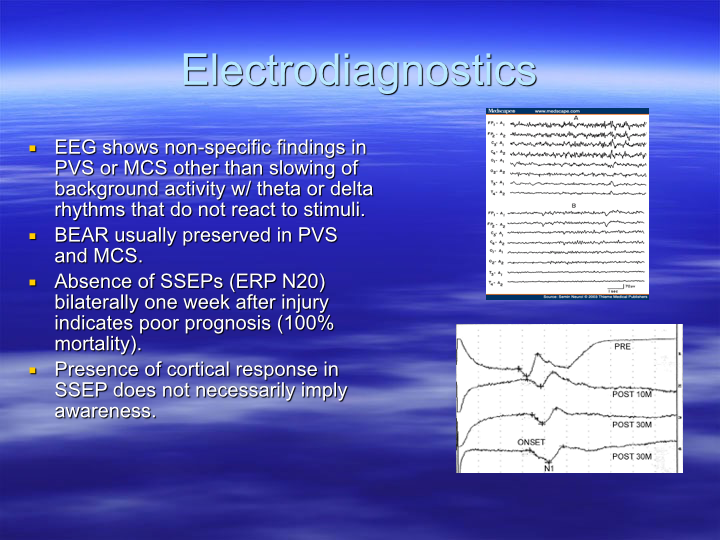 Electrodiagnostics
EEG shows non-specific findings in
PVS or MCS other than slowing of
background activity w/ theta or delta
rhythms that do not react to stimuli.
BEAR usually preserved in PVS
and MCS.
Absence of SSEPs (ERP N20)
bilaterally one week after injury
indicates poor prognosis (100%
mortality).
Presence of cortical response in
SSEP does not necessarily imply
awareness.
Medscape® www.medscape.com
A
B
1 sec
Source: Semin Neurol © 2003 Thieme Medical Publishers
PRE
POST 10M
POST 30M
ONSET
POST 30M
N1